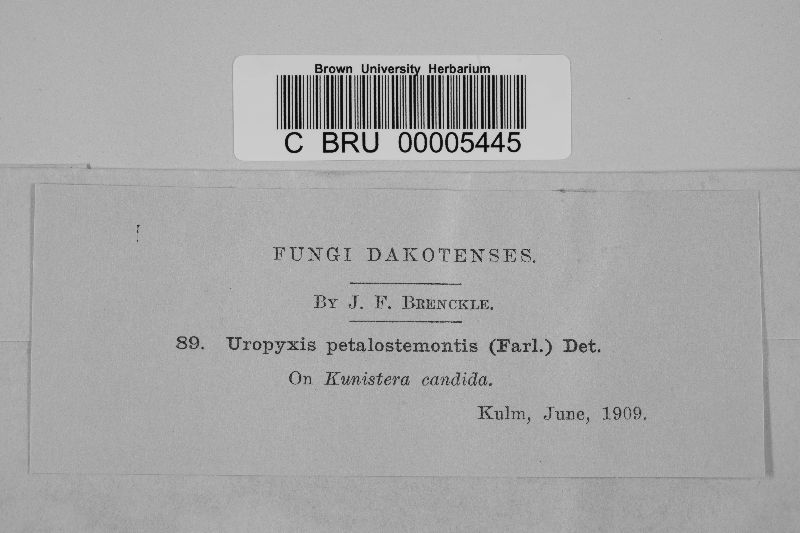 Brown University Herbarium
C BRU 00005445
FUNGI DAKOTENSES.
BY J. F. BRENCKLE.
89. Uropyxis petalostemontis (Farl.) Det.
On Kunistera candida.
Kulm, June, 1909.